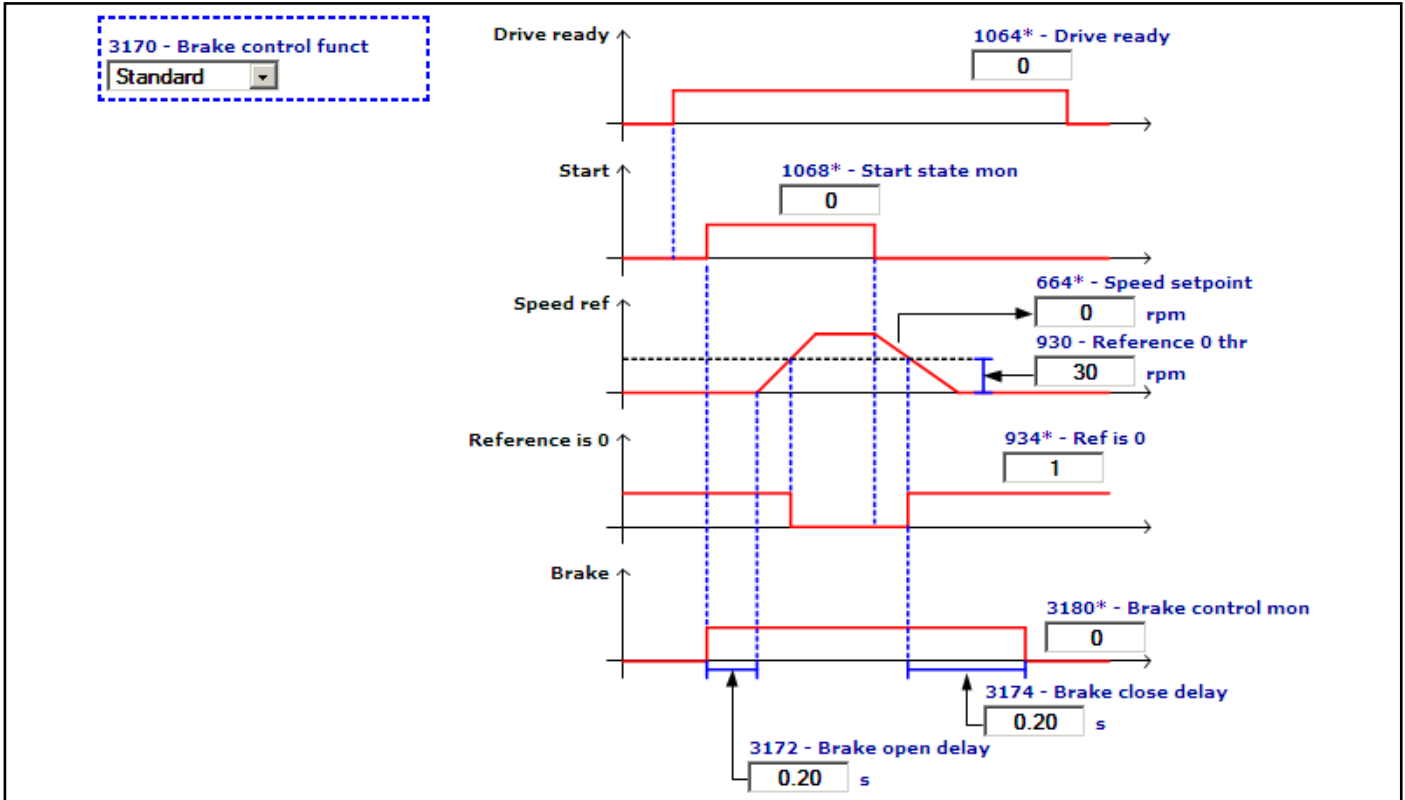 3170 - Brake control funct
Standard
Drive ready
1064* - Drive ready
0
Start
1068* - Start state mon
0
Speed ref
664* - Speed setpoint
0 rpm
930 - Reference 0 thr
30 rpm
Reference is 0
934* - Ref is 0
1
Brake
3180* - Brake control mon
0
3174 - Brake close delay
0.20 s
3172 - Brake open delay
0.20 s